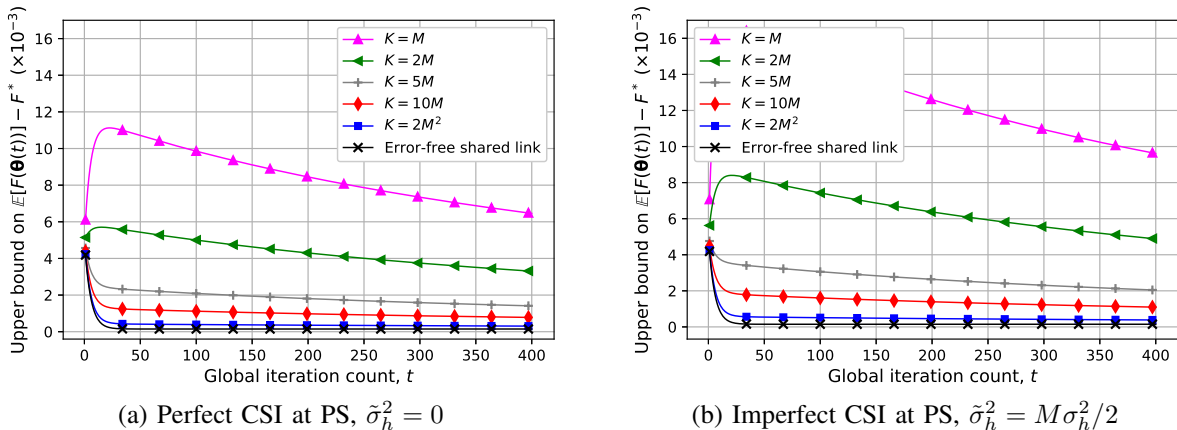 Upper bound on 𝔼[F(θ(t))] − F* (×10⁻³)
16
14
12
10
8
6
4
2
0
K = M
K = 2M
K = 5M
K = 10M
K = 2M²
Error-free shared link
0 50 100 150 200 250 300 350 400
Global iteration count, t
(a) Perfect CSI at PS, σ̃²ₕ = 0
Upper bound on 𝔼[F(θ(t))] − F* (×10⁻³)
16
14
12
10
8
6
4
2
0
K = M
K = 2M
K = 5M
K = 10M
K = 2M²
Error-free shared link
0 50 100 150 200 250 300 350 400
Global iteration count, t
(b) Imperfect CSI at PS, σ̃²ₕ = Mσ²ₕ/2